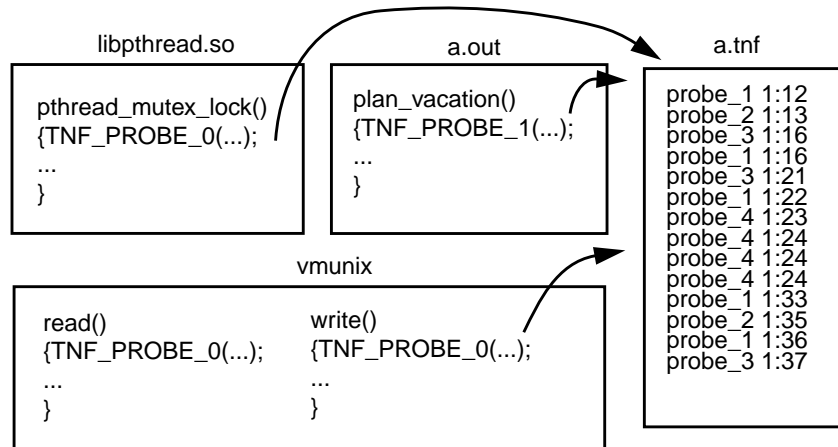 libpthread.so
pthread_mutex_lock()
{TNF_PROBE_0(...);
...
}
a.out
plan_vacation()
{TNF_PROBE_1(...);
...
}
a.tnf
probe_1 1:12
probe_2 1:13
probe_3 1:16
probe_1 1:16
probe_3 1:21
probe_1 1:22
probe_4 1:23
probe_4 1:24
probe_4 1:24
probe_4 1:24
probe_1 1:33
probe_2 1:35
probe_1 1:36
probe_3 1:37
vmunix
read()
{TNF_PROBE_0(...);
...
}
write()
{TNF_PROBE_0(...);
...
}